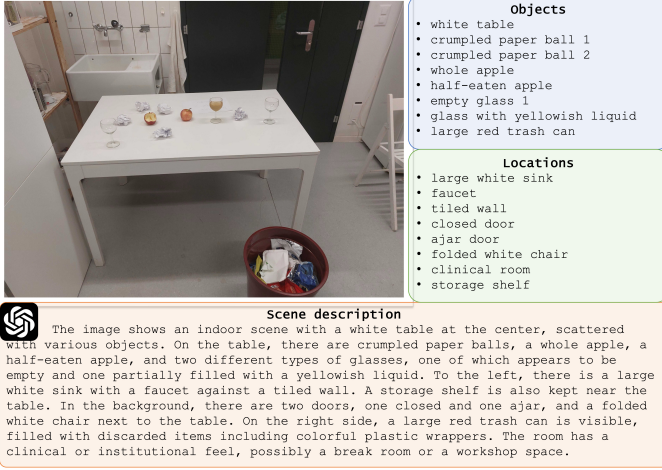 Objects
• white table
• crumpled paper ball 1
• crumpled paper ball 2
• whole apple
• half-eaten apple
• empty glass 1
• glass with yellowish liquid
• large red trash can
Locations
• large white sink
• faucet
• tiled wall
• closed door
• ajar door
• folded white chair
• clinical room
• storage shelf
Scene description
The image shows an indoor scene with a white table at the center, scattered
with various objects. On the table, there are crumpled paper balls, a whole apple, a
half-eaten apple, and two different types of glasses, one of which appears to be
empty and one partially filled with a yellowish liquid. To the left, there is a large
white sink with a faucet against a tiled wall. A storage shelf is also kept near the
table. In the background, there are two doors, one closed and one ajar, and a folded
white chair next to the table. On the right side, a large red trash can is visible,
filled with discarded items including colorful plastic wrappers. The room has a
clinical or institutional feel, possibly a break room or a workshop space.